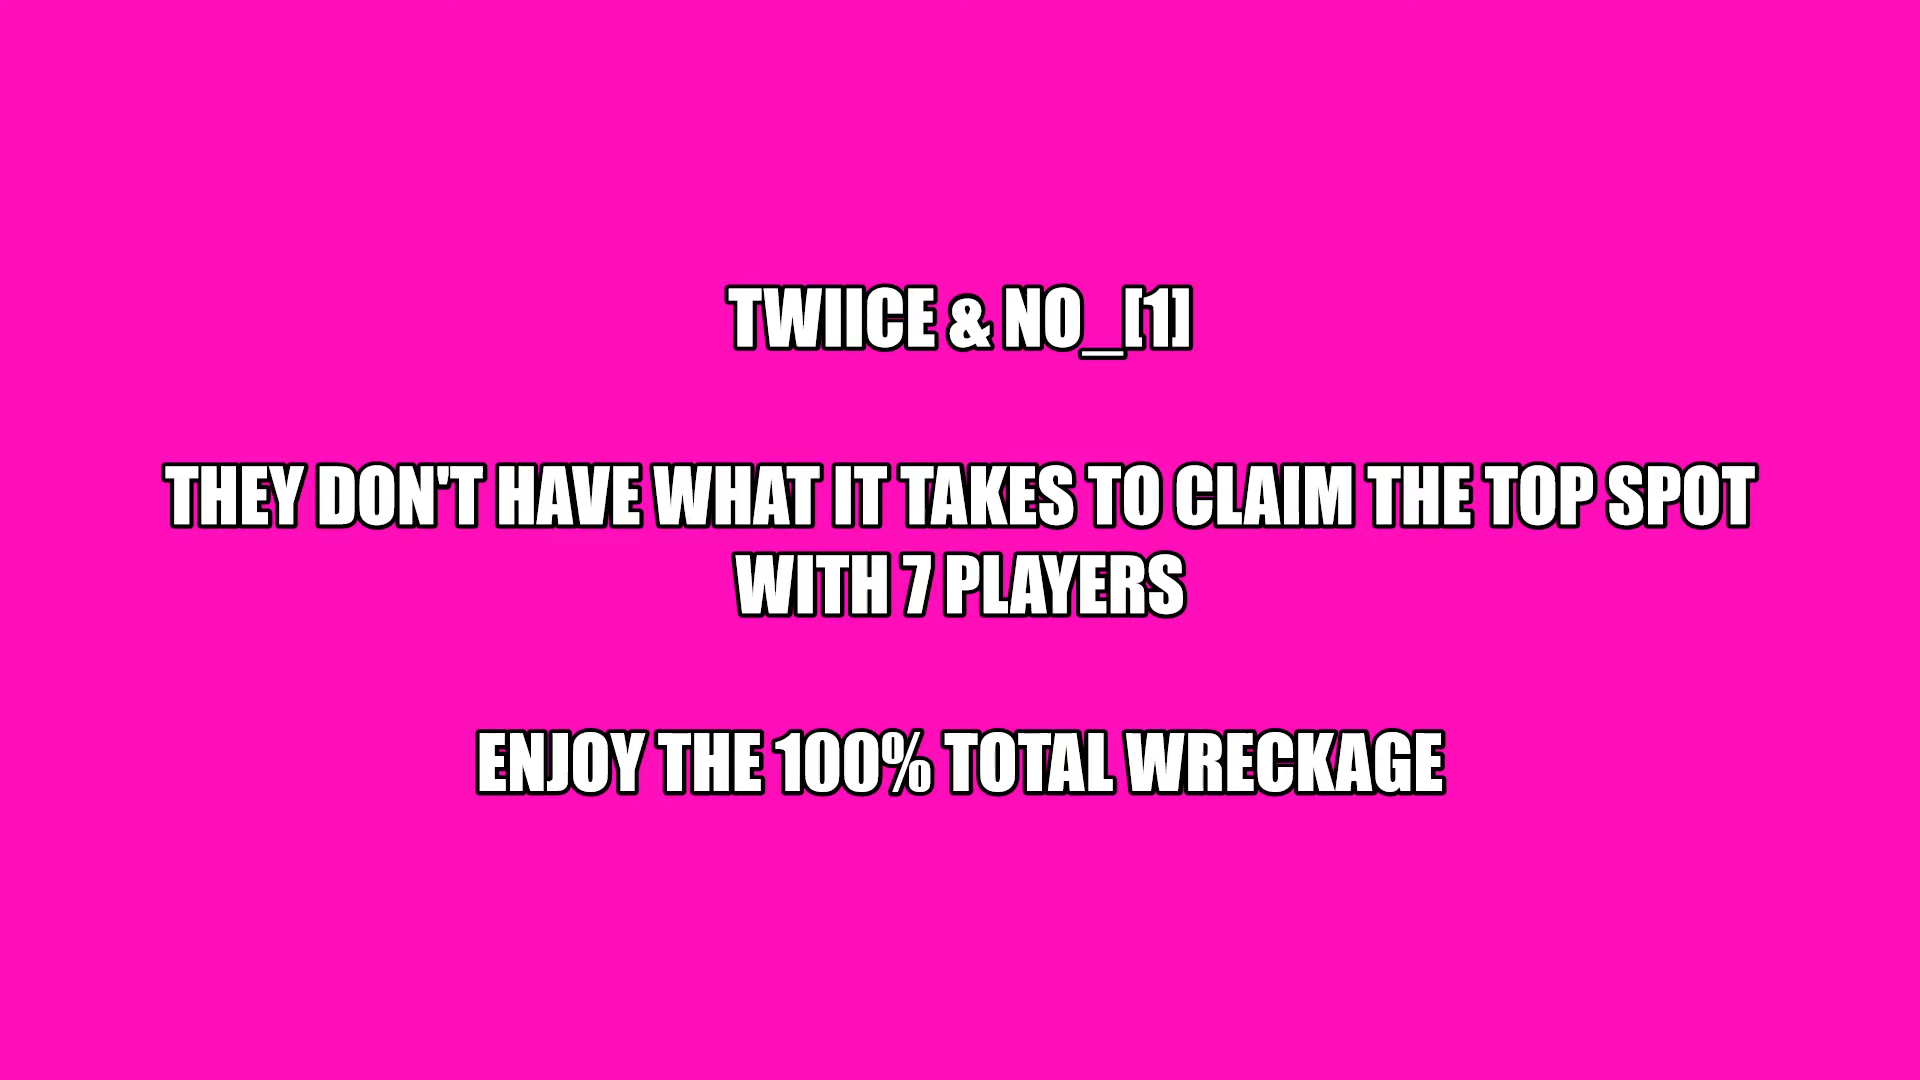 TWIICE & NO_[1]
THEY DON'T HAVE WHAT IT TAKES TO CLAIM THE TOP SPOT
WITH 7 PLAYERS
ENJOY THE 100% TOTAL WRECKAGE